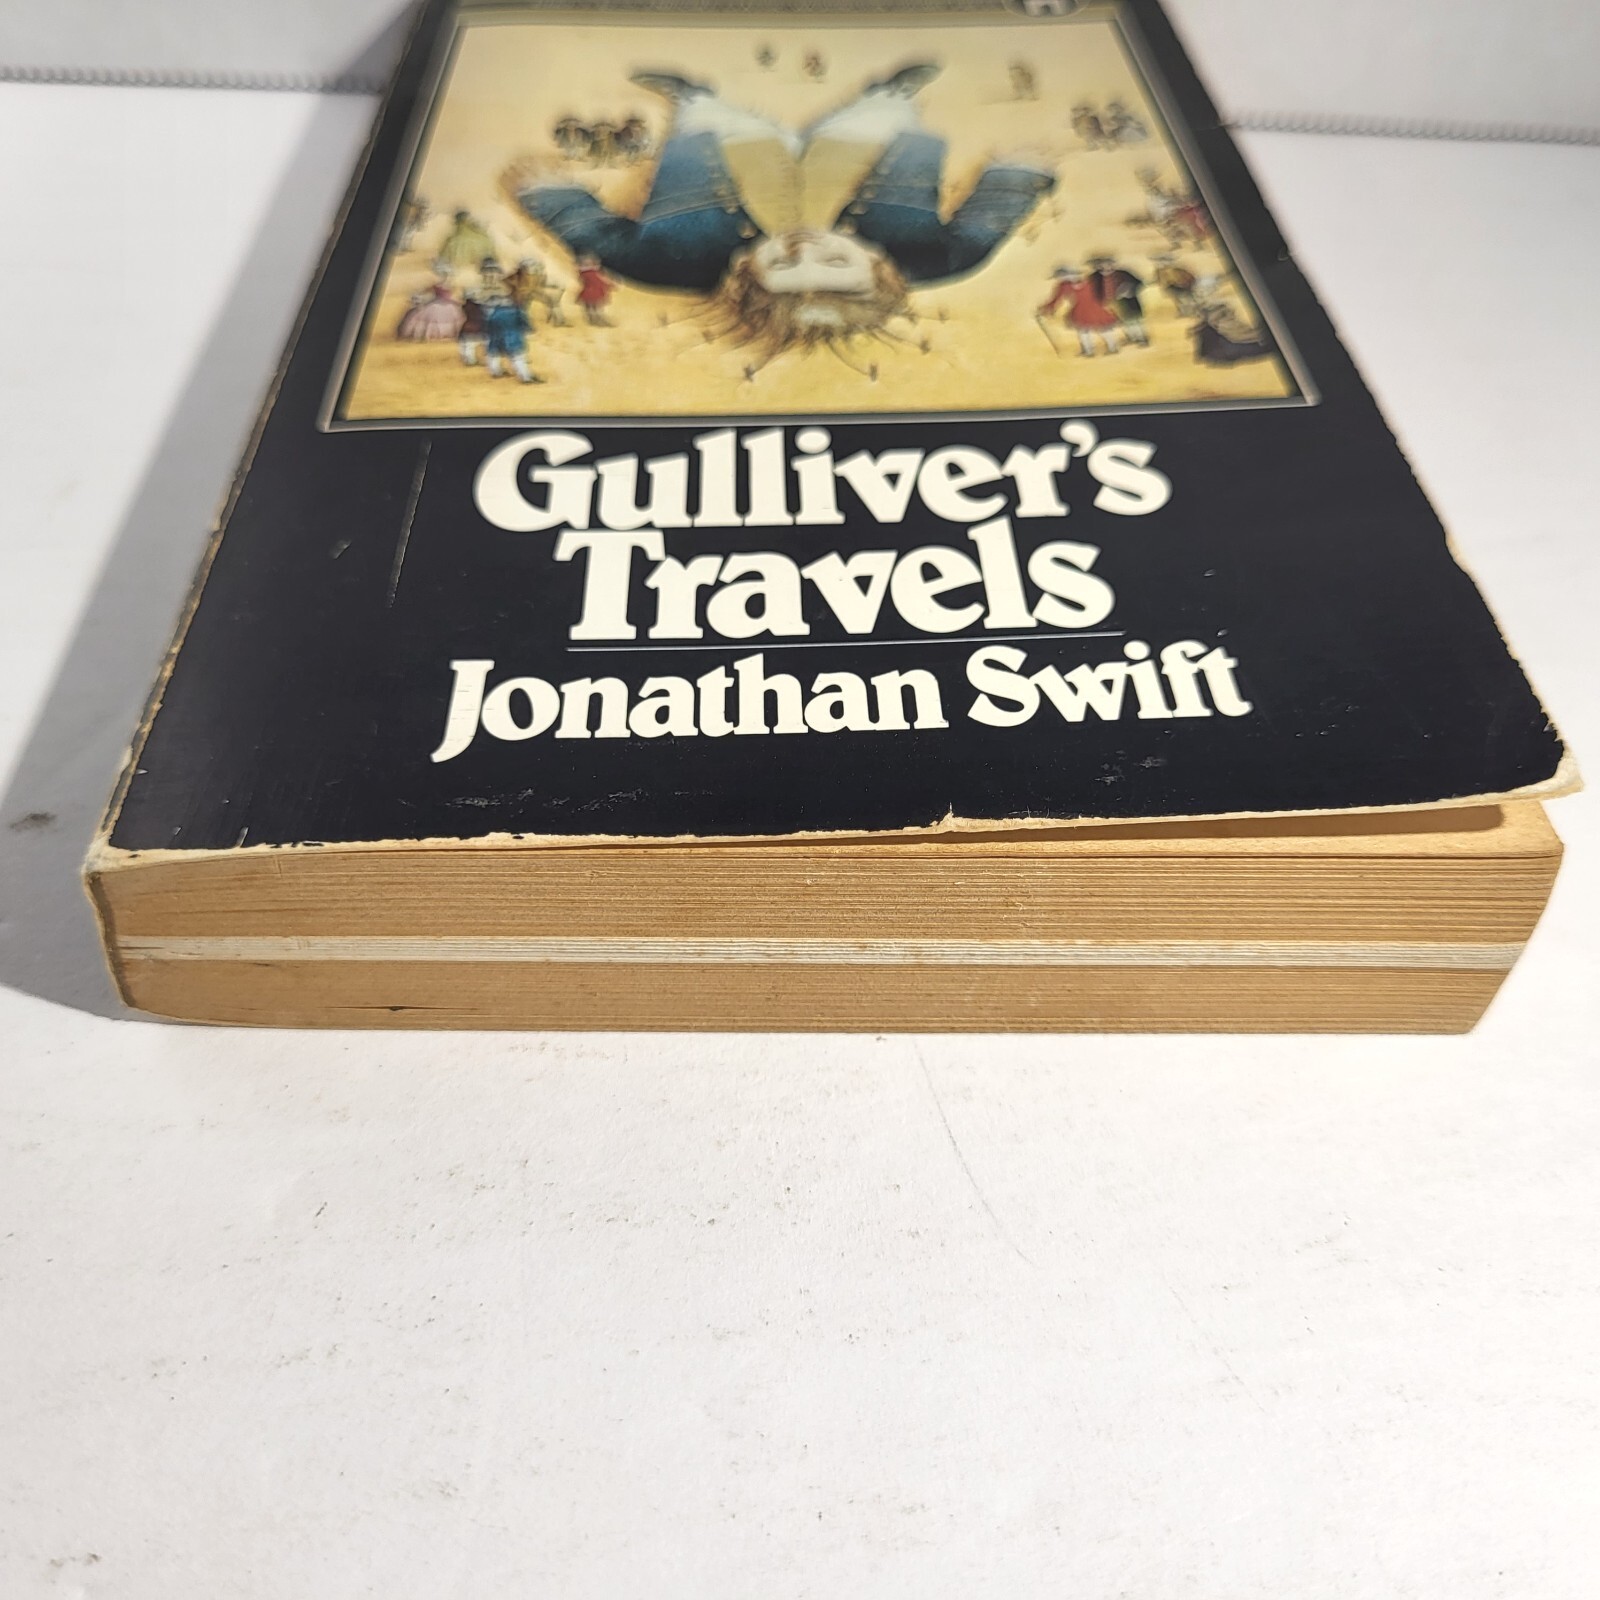 Gulliver's
Travels
Jonathan Swift